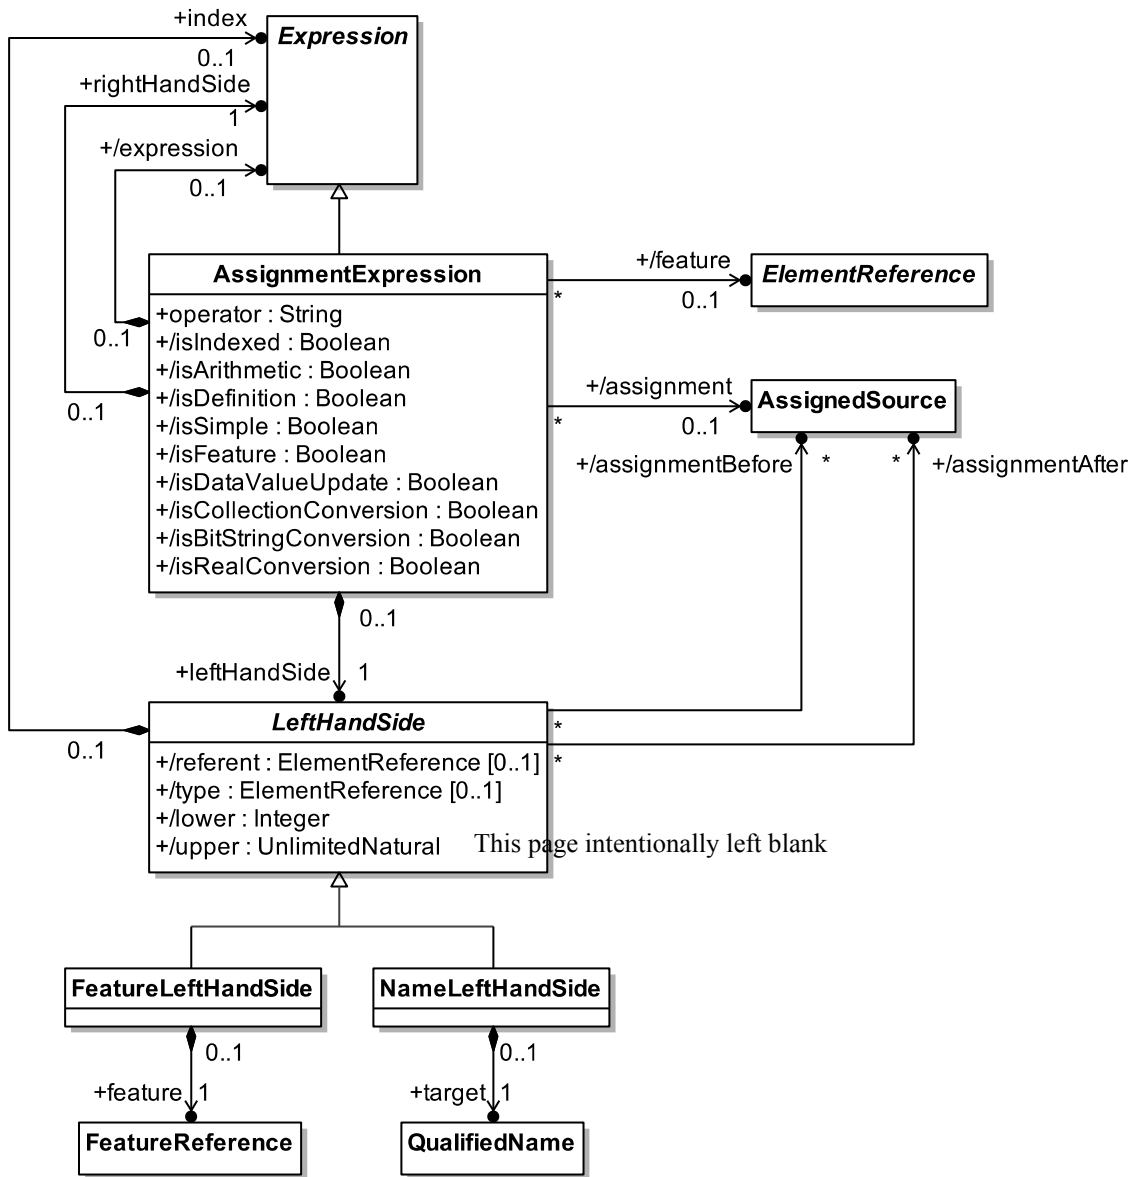 +index
0..1
Expression
+rightHandSide
1
+/expression
0..1
AssignmentExpression
+operator : String
+/isIndexed : Boolean
+/isArithmetic : Boolean
+/isDefinition : Boolean
+/isSimple : Boolean
+/isFeature : Boolean
+/isDataValueUpdate : Boolean
+/isCollectionConversion : Boolean
+/isBitStringConversion : Boolean
+/isRealConversion : Boolean
0..1
0..1
+/feature
*
0..1
ElementReference
+/assignment
*
0..1
AssignedSource
+/assignmentBefore
*
*
+/assignmentAfter
0..1
+leftHandSide
1
LeftHandSide
0..1
*
*
+/referent : ElementReference [0..1]
+/type : ElementReference [0..1]
+/lower : Integer
+/upper : UnlimitedNatural
This page intentionally left blank
FeatureLeftHandSide
NameLeftHandSide
0..1
0..1
+feature
1
+target
1
FeatureReference
QualifiedName